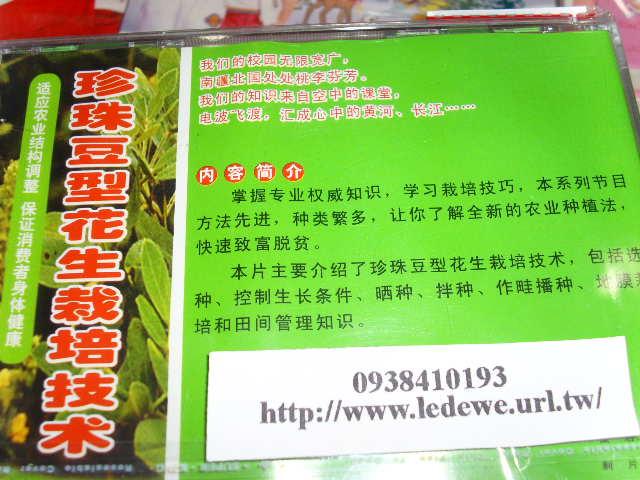 珍珠豆型花生栽培技术
适应农业结构调整 保证消费者身体健康
我们的校园无限宽广，
南疆北国处处桃李芬芳。
我们的知识来自空中的课堂，
电波飞渡，汇成心中的黄河、长江……
内容简介
掌握专业权威知识，学习栽培技巧，本系列节目
方法先进，种类繁多，让你了解全新的农业种植法，
快速致富脱贫。
本片主要介绍了珍珠豆型花生栽培技术，包括选
种、控制生长条件、晒种、拌种、作畦播种、地膜
培和田间管理知识。
0938410193
http://www.ledewe.url.tw/
Resealable Cover
制片